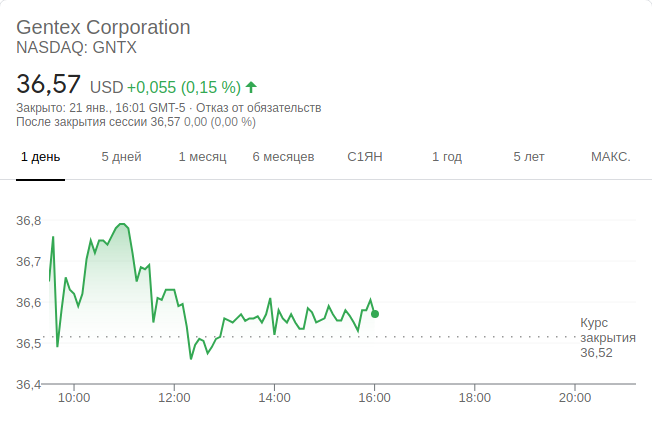 Gentex Corporation
NASDAQ: GNTX
36,57 USD +0,055 (0,15 %)
Закрыто: 21 янв., 16:01 GMT-5 · Отказ от обязательств
После закрытия сессии 36,57 0,00 (0,00 %)
1 день 5 дней 1 месяц 6 месяцев С1ЯН 1 год 5 лет МАКС.
36,8
36,7
36,6
36,5
36,4
Курс
закрытия
36,52
10:00 12:00 14:00 16:00 18:00 20:00